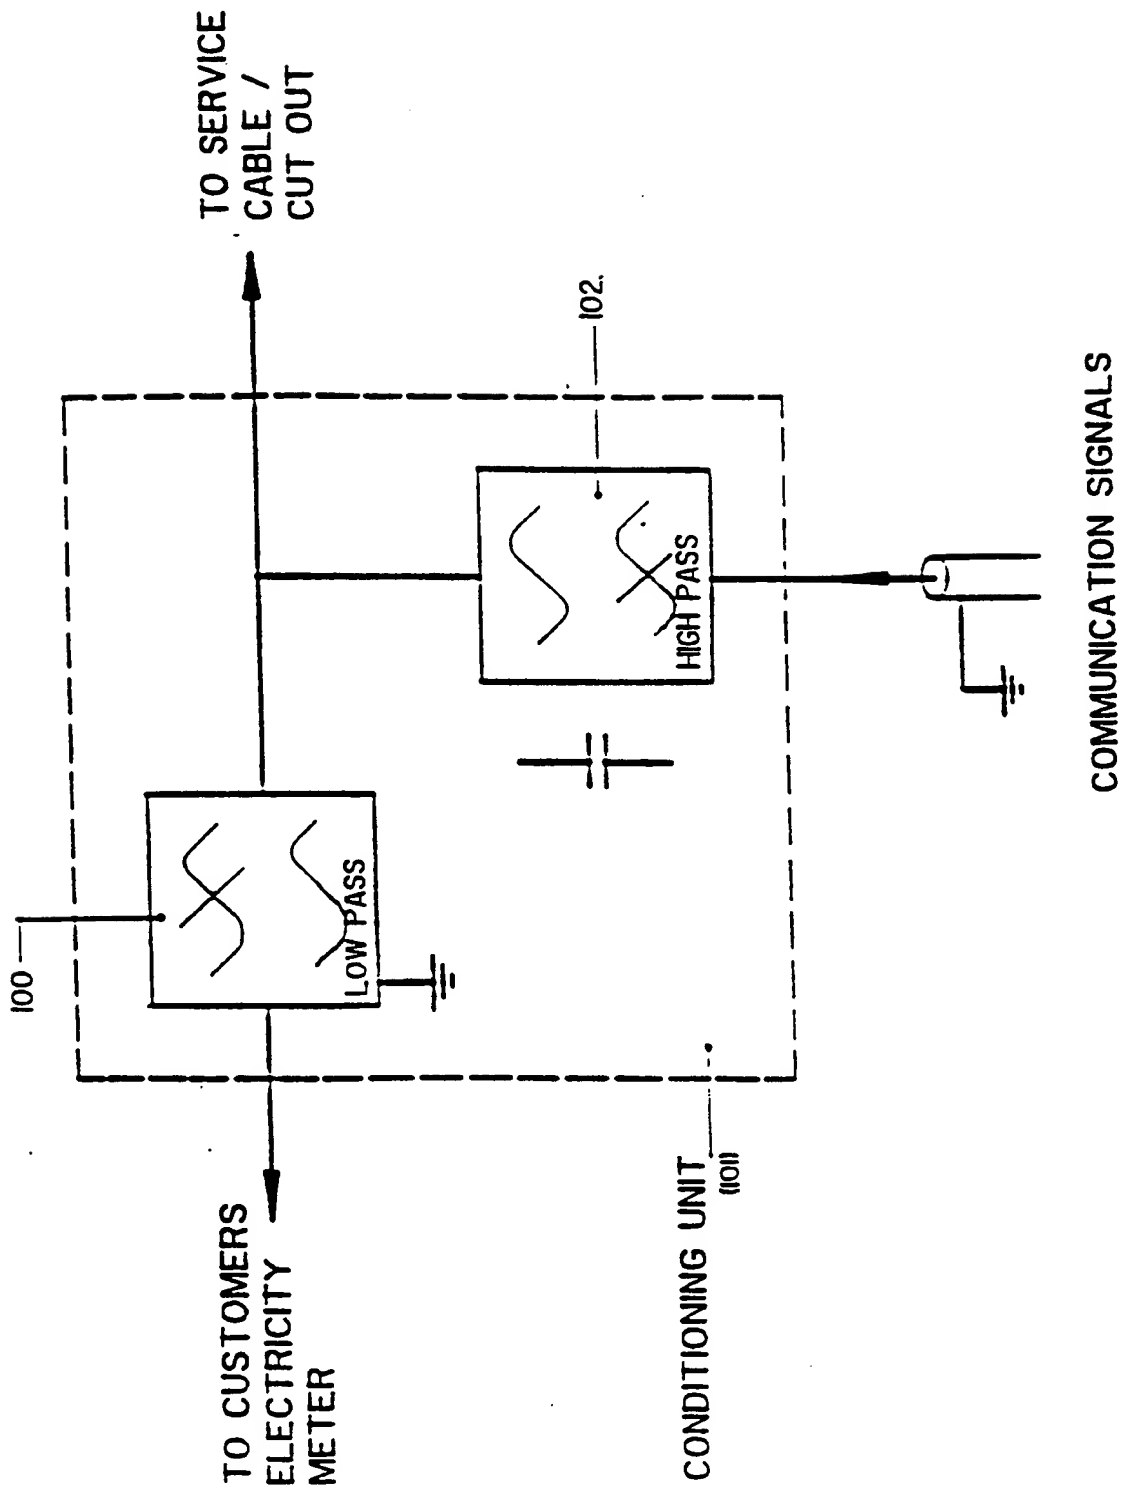 TO SERVICE
CABLE /
CUT OUT
100
102.
LOW PASS
HIGH PASS
TO CUSTOMERS
ELECTRICITY
METER
CONDITIONING UNIT
(101)
COMMUNICATION SIGNALS